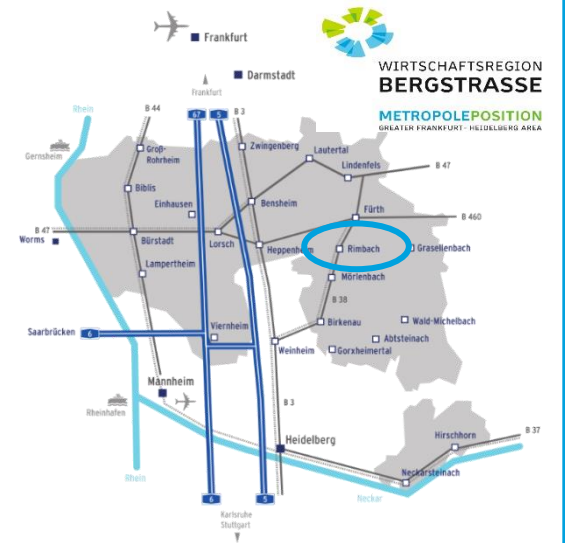 Frankfurt
WIRTSCHAFTSREGION
BERGSTRASSE
METROPOLEPOSITION
GREATER FRANKFURT- HEIDELBERG AREA
Darmstadt
Frankfurt
Rhein
B 44
67
5
B 3
Gernsheim
Groß-
Rohrheim
Zwingenberg
Lautertal
Lindenfels
B 47
Biblis
Einhausen
Bensheim
Fürth
B 460
B 47
Worms
Bürstadt
Lorsch
Heppenheim
Rimbach
Grasellenbach
Lampertheim
Mörlenbach
B 38
Saarbrücken
6
Viernheim
Birkenau
Wald-Michelbach
Abtsteinach
Weinheim
Gorxheimertal
Mannheim
Rheinhafen
B 3
Heidelberg
Hirschhorn
B 37
Rhein
Neckarsteinach
Neckar
6
5
Karlsruhe
Stuttgart